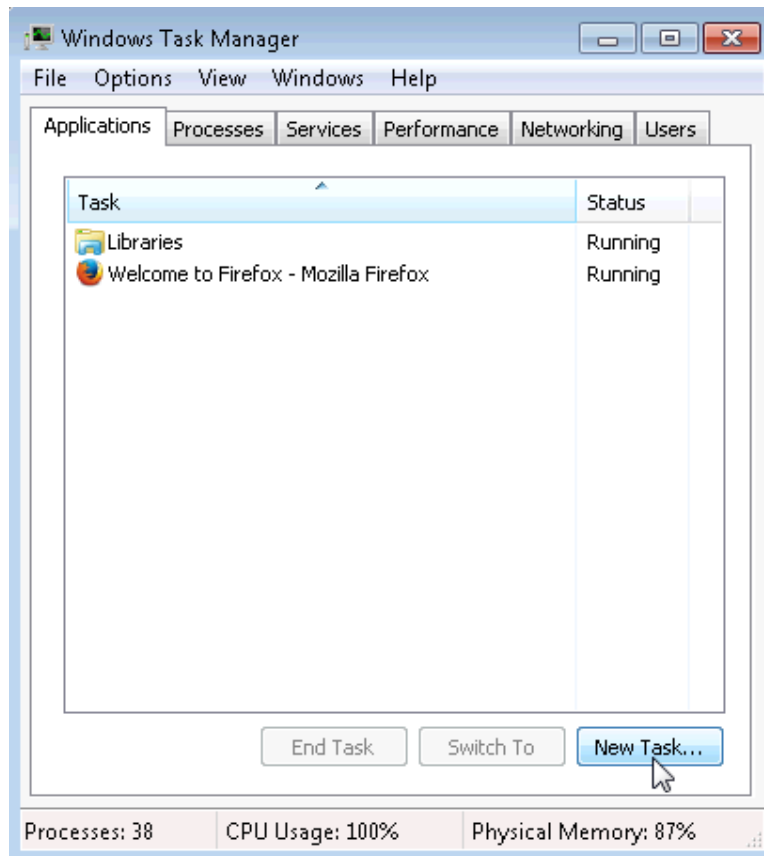 Windows Task Manager
File Options View Windows Help
Applications Processes Services Performance Networking Users
Task Status
Libraries Running
Welcome to Firefox - Mozilla Firefox Running
End Task Switch To New Task...
Processes: 38 CPU Usage: 100% Physical Memory: 87%